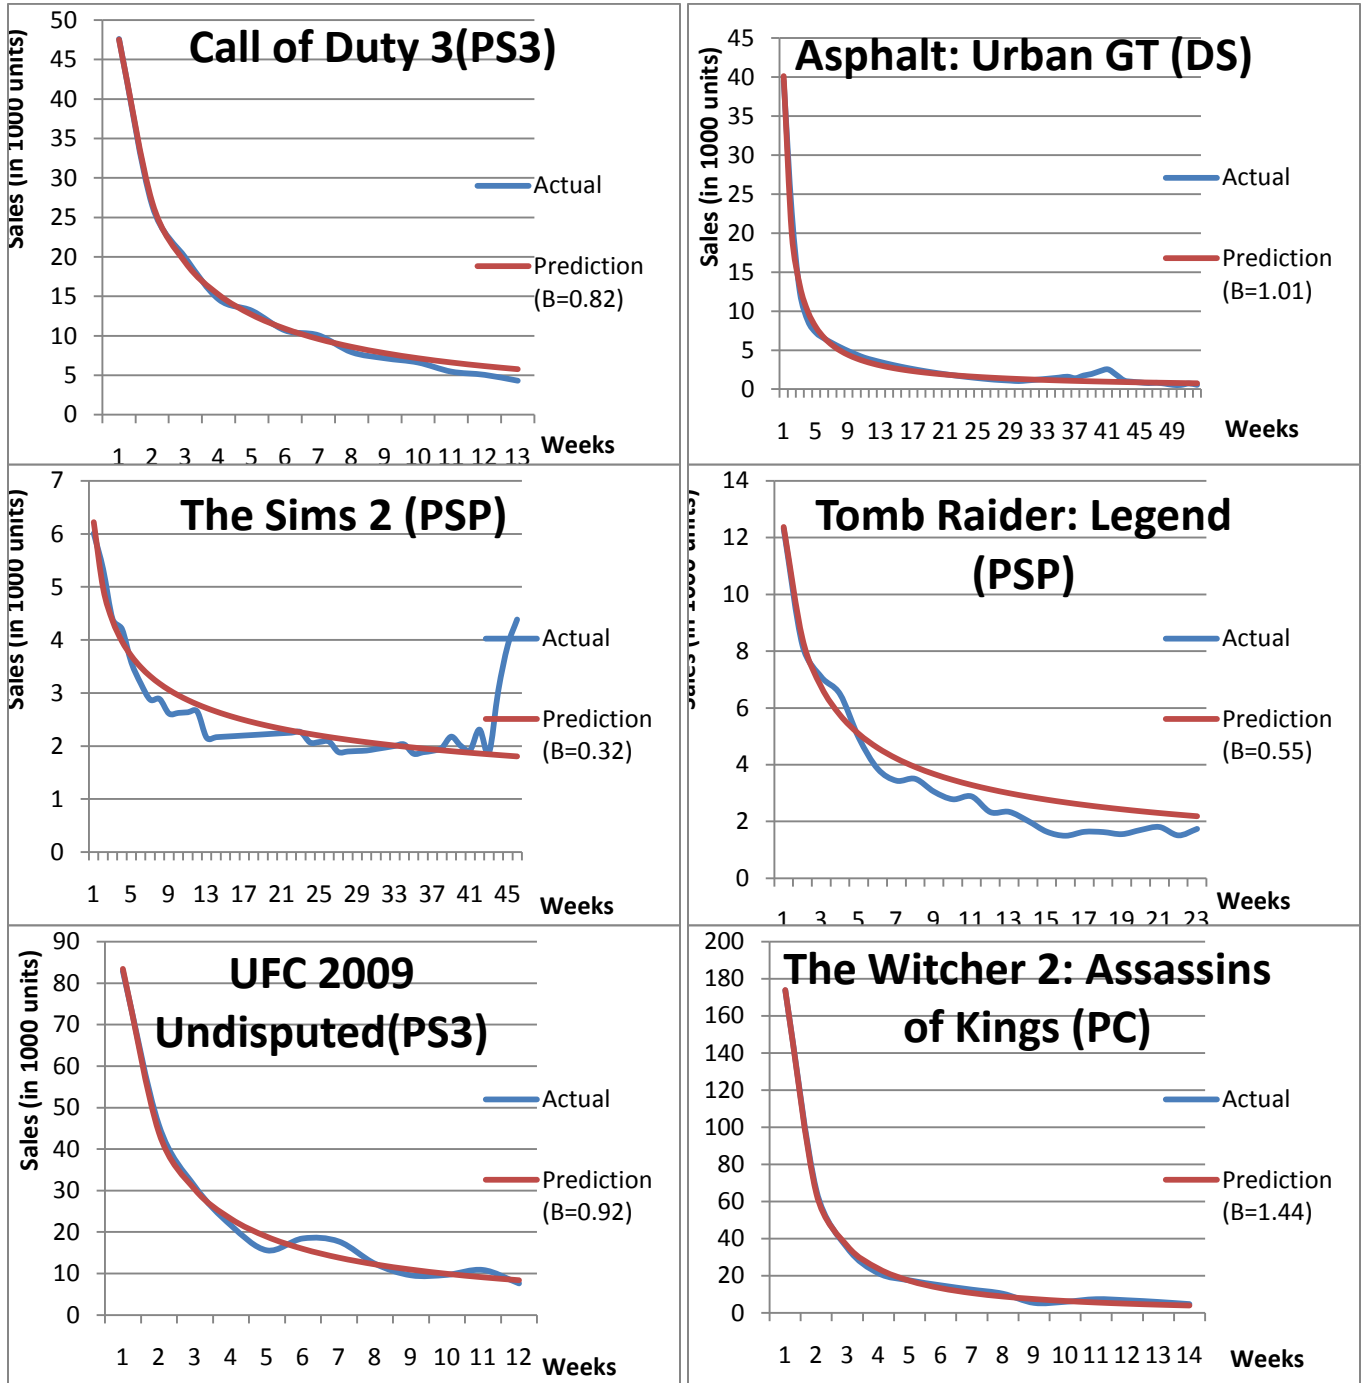 Call of Duty 3(PS3)
Sales (in 1000 units)
50
45
40
35
30
25
20
15
10
5
0
Actual
Prediction
(B=0.82)
1 2 3 4 5 6 7 8 9 10 11 12 13
Weeks
Asphalt: Urban GT (DS)
Sales (in 1000 units)
45
40
35
30
25
20
15
10
5
0
Actual
Prediction
(B=1.01)
1 5 9 13 17 21 25 29 33 37 41 45 49
Weeks
The Sims 2 (PSP)
Sales (in 1000 units)
7
6
5
4
3
2
1
0
Actual
Prediction
(B=0.32)
1 5 9 13 17 21 25 29 33 37 41 45
Weeks
Tomb Raider: Legend
(PSP)
Sales (in 1000 units)
14
12
10
8
6
4
2
0
Actual
Prediction
(B=0.55)
1 3 5 7 9 11 13 15 17 19 21 23
Weeks
UFC 2009
Undisputed(PS3)
Sales (in 1000 units)
90
80
70
60
50
40
30
20
10
0
Actual
Prediction
(B=0.92)
1 2 3 4 5 6 7 8 9 10 11 12
Weeks
The Witcher 2: Assassins
of Kings (PC)
200
180
160
140
120
100
80
60
40
20
0
Actual
Prediction
(B=1.44)
1 2 3 4 5 6 7 8 9 10 11 12 13 14
Weeks